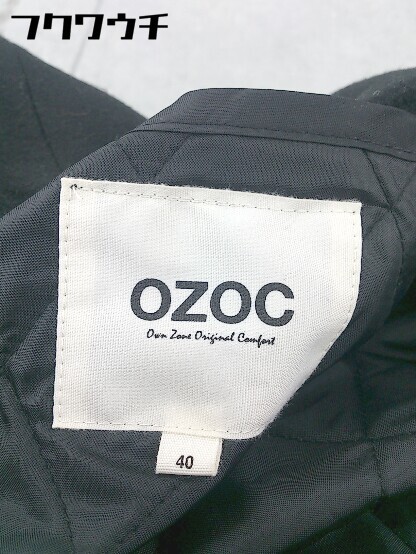 フクワウチ
OZOC
Own Zone Original Comfort
40